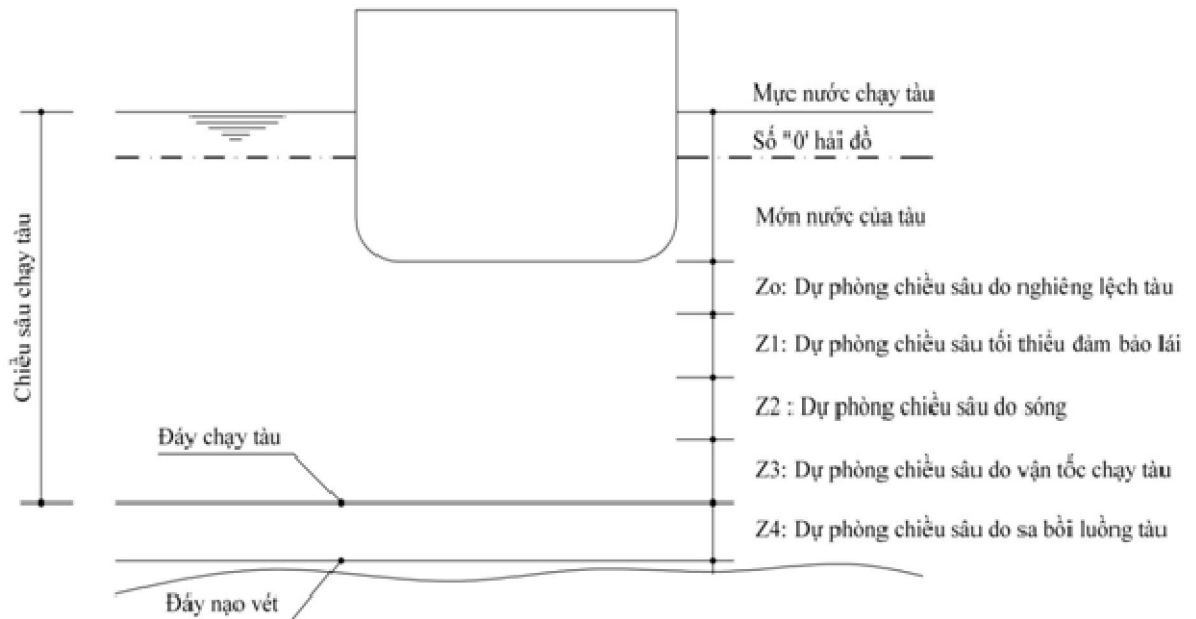 Mực nước chạy tàu
Số "0' hải đồ
Chiều sâu chạy tàu
Mớn nước của tàu
Zo: Dự phòng chiều sâu do nghiêng lệch tàu
Z1: Dự phòng chiều sâu tối thiểu đảm bảo lái
Z2 : Dự phòng chiều sâu do sóng
Đáy chạy tàu
Z3: Dự phòng chiều sâu do vận tốc chạy tàu
Z4: Dự phòng chiều sâu do sa bồi luồng tàu
Đáy nạo vét